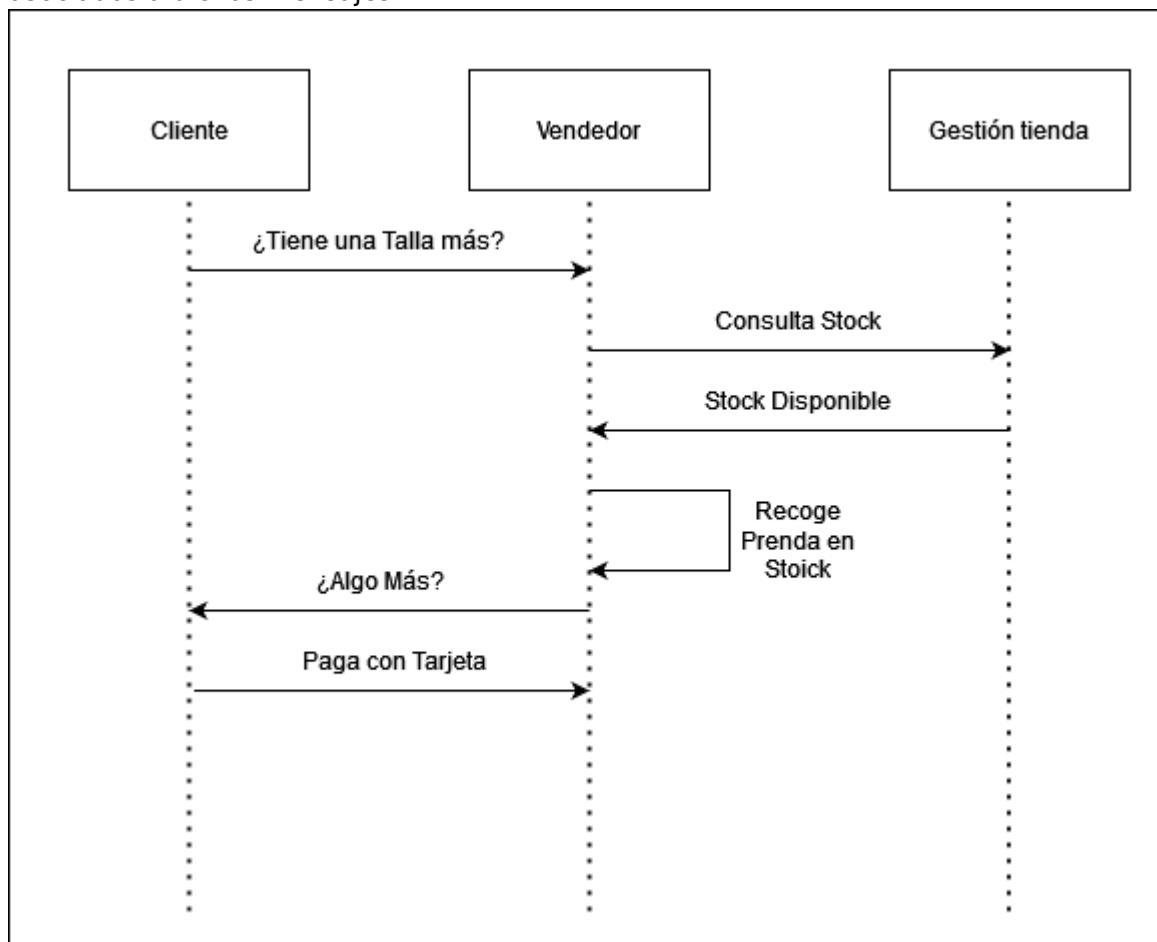 Cliente
Vendedor
Gestión tienda
¿Tiene una Talla más?
Consulta Stock
Stock Disponible
Recoge
Prenda en
Stoick
¿Algo Más?
Paga con Tarjeta